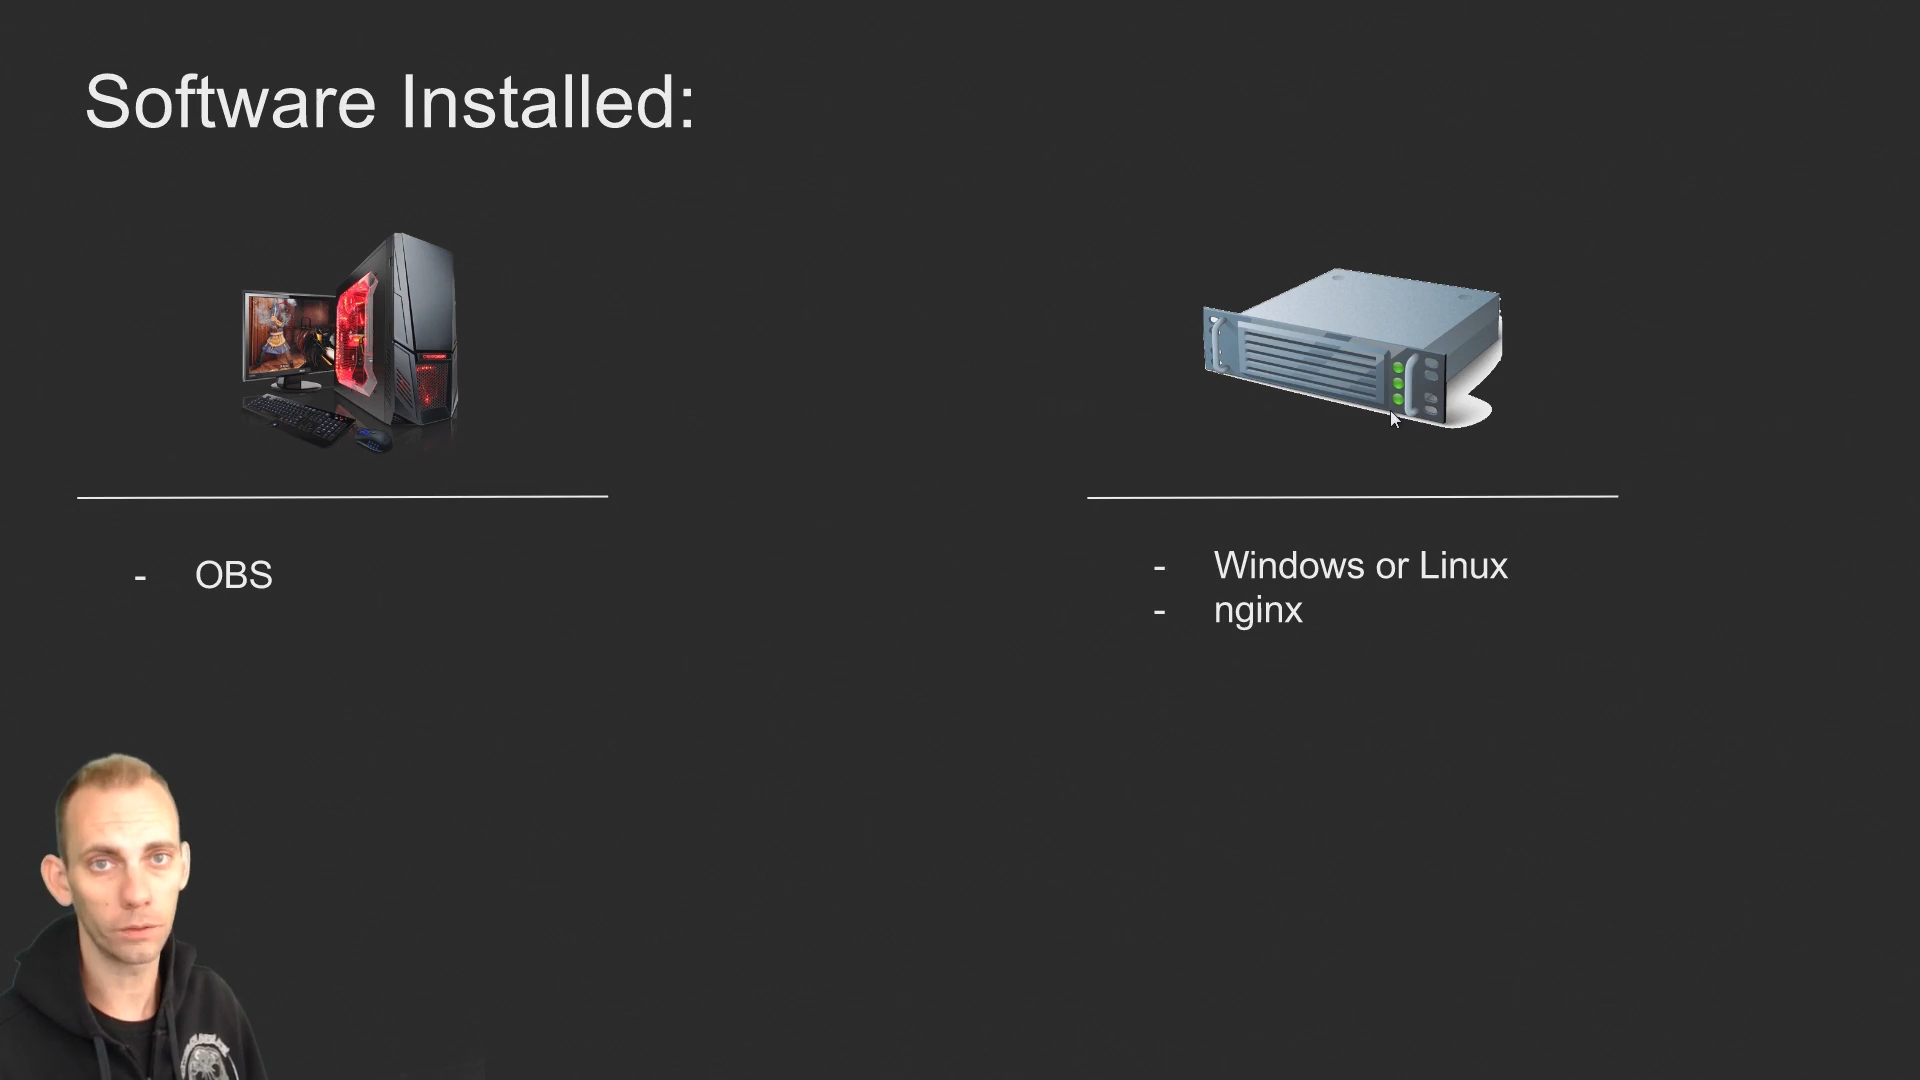 Software Installed:
- OBS
- Windows or Linux
- nginx